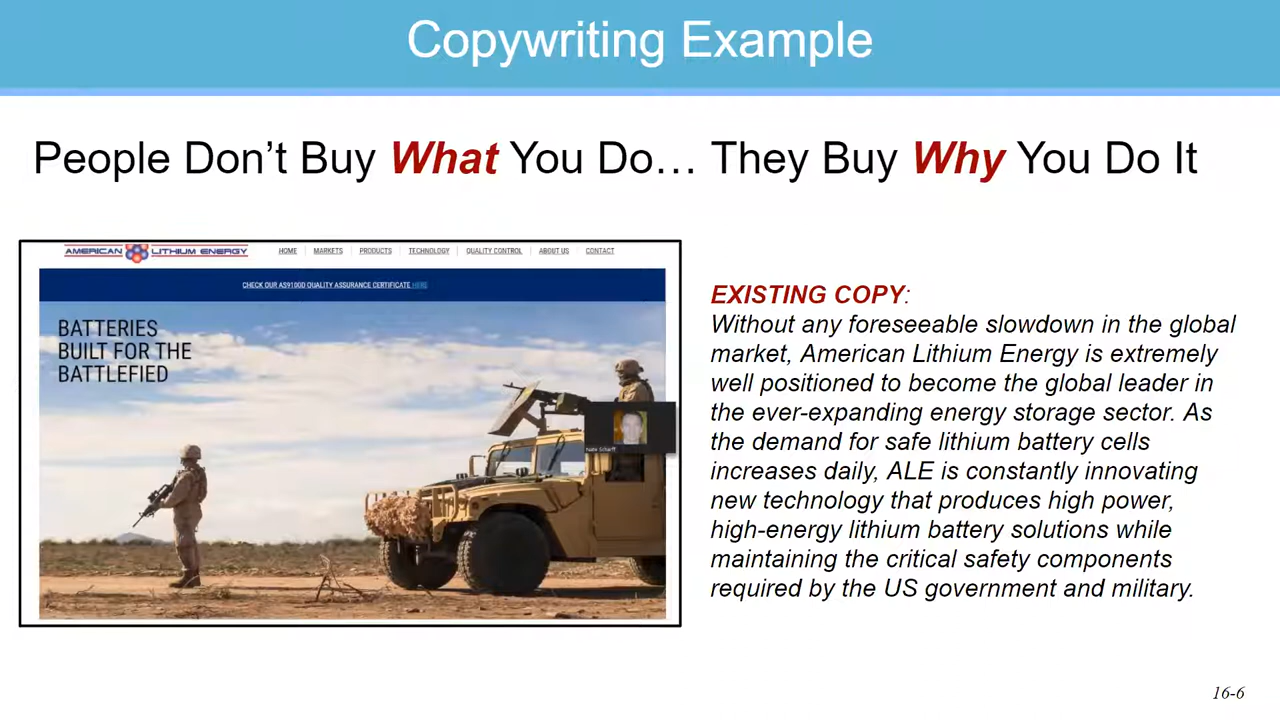 Copywriting Example
People Don’t Buy What You Do… They Buy Why You Do It
AMERICAN LITHIUM ENERGY
HOME MARKETS PRODUCTS TECHNOLOGY QUALITY CONTROL ABOUT US CONTACT
CHECK OUR AS9100D QUALITY ASSURANCE CERTIFICATE HERE
BATTERIES
BUILT FOR THE
BATTLEFIED
EXISTING COPY:
Without any foreseeable slowdown in the global
market, American Lithium Energy is extremely
well positioned to become the global leader in
the ever-expanding energy storage sector. As
the demand for safe lithium battery cells
increases daily, ALE is constantly innovating
new technology that produces high power,
high-energy lithium battery solutions while
maintaining the critical safety components
required by the US government and military.
16-6